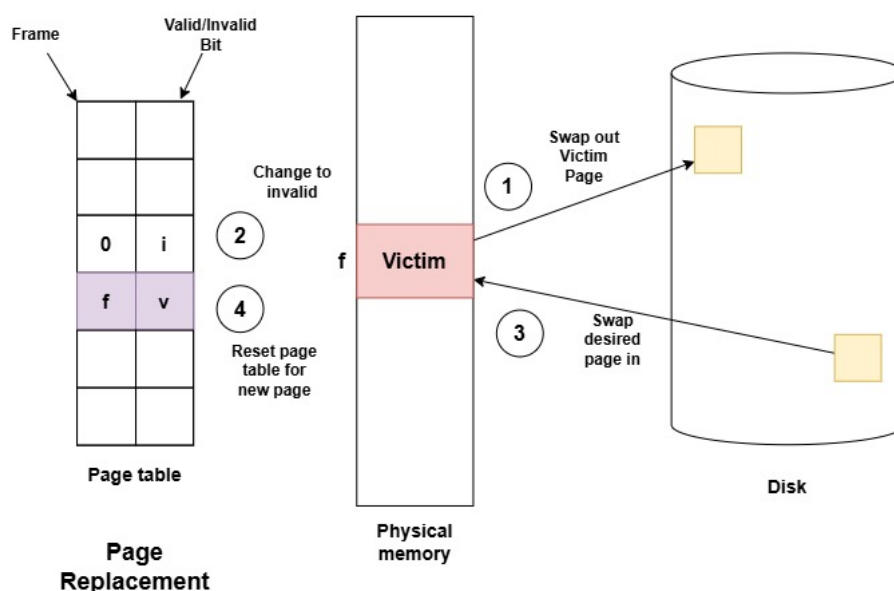 Frame
Valid/Invalid
Bit
0 i
f v
Page table
Change to
invalid
2
4
Reset page
table for
new page
f
Victim
Physical
memory
1
Swap out
Victim
Page
3
Swap
desired
page in
Disk
Page
Replacement